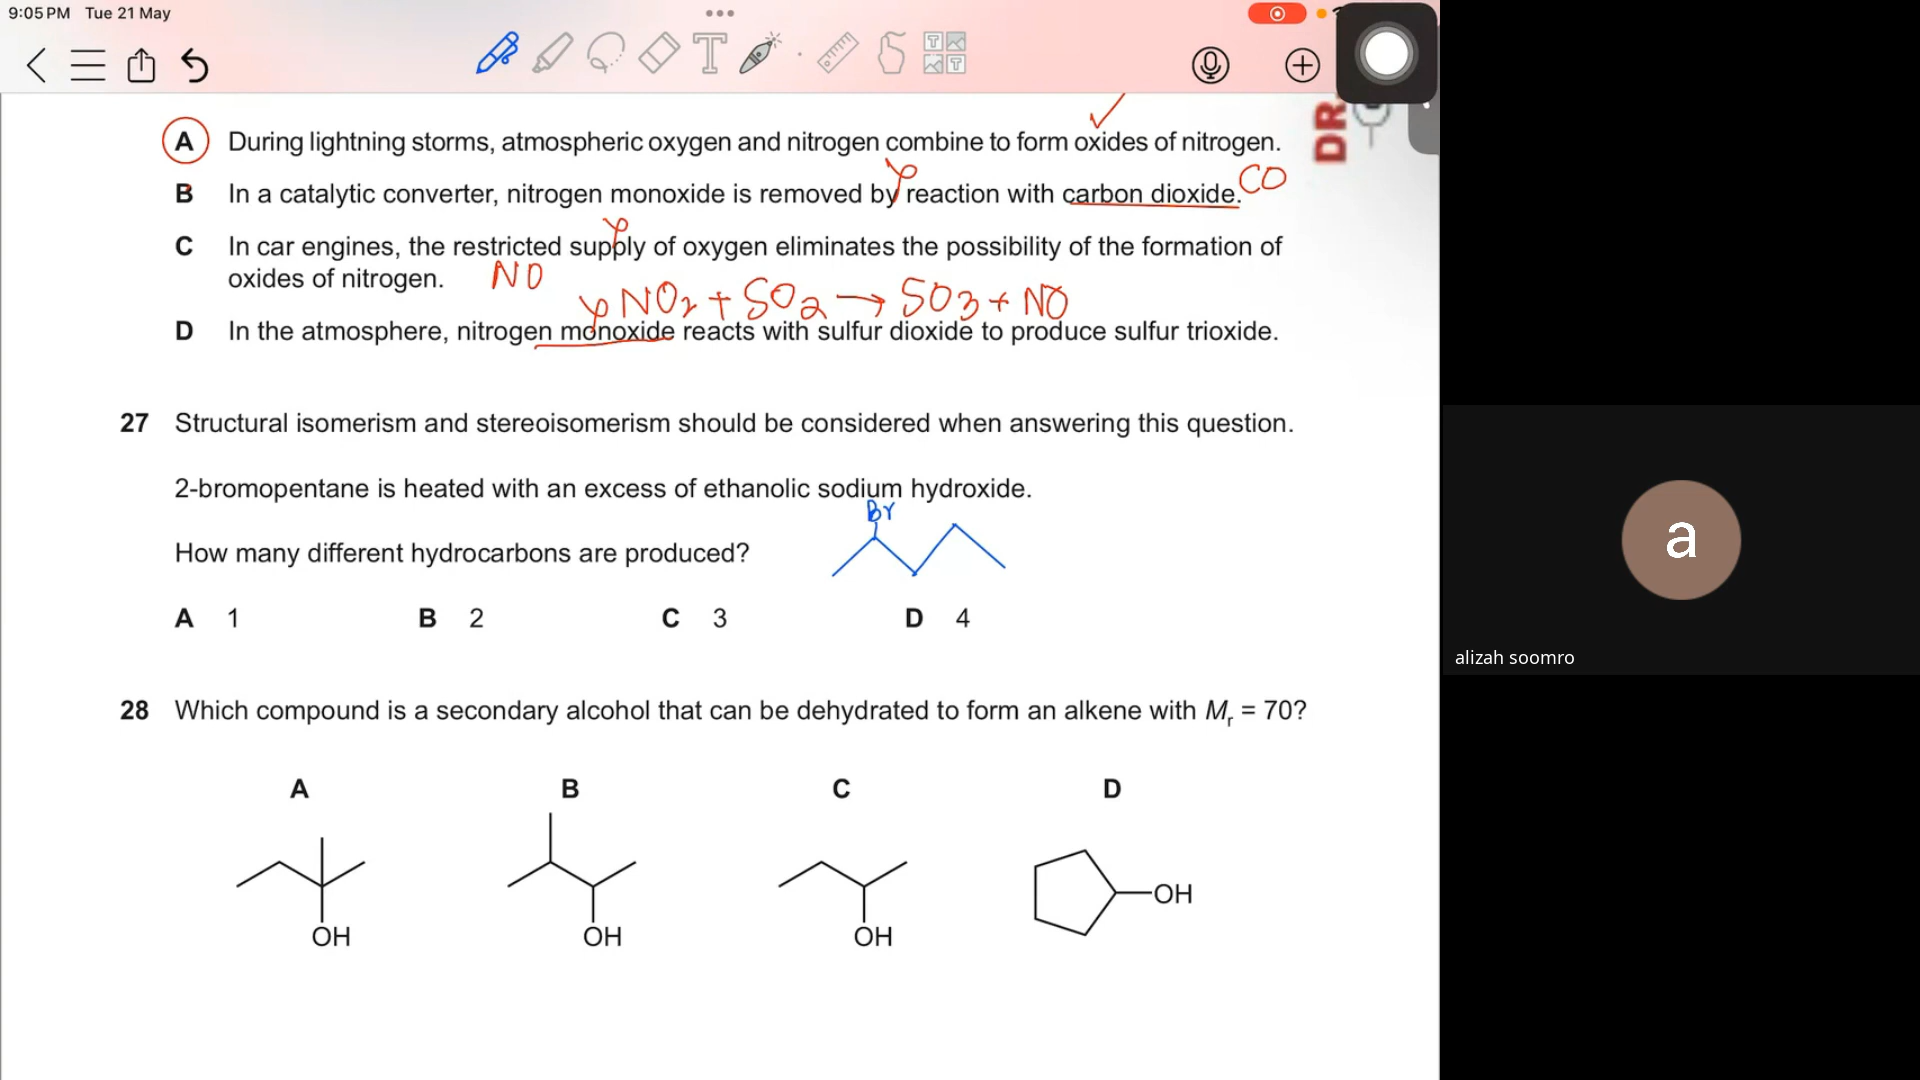 9:05 PM Tue 21 May
DR
A During lightning storms, atmospheric oxygen and nitrogen combine to form oxides of nitrogen.
B In a catalytic converter, nitrogen monoxide is removed by reaction with carbon dioxide. CO
C In car engines, the restricted supply of oxygen eliminates the possibility of the formation of
oxides of nitrogen. NO
NO2 + SO2 → SO3 + NO
D In the atmosphere, nitrogen monoxide reacts with sulfur dioxide to produce sulfur trioxide.
27 Structural isomerism and stereoisomerism should be considered when answering this question.
2-bromopentane is heated with an excess of ethanolic sodium hydroxide.
Br
How many different hydrocarbons are produced?
A 1 B 2 C 3 D 4
28 Which compound is a secondary alcohol that can be dehydrated to form an alkene with Mr = 70?
A B C D
OH OH OH OH
a
alizah soomro